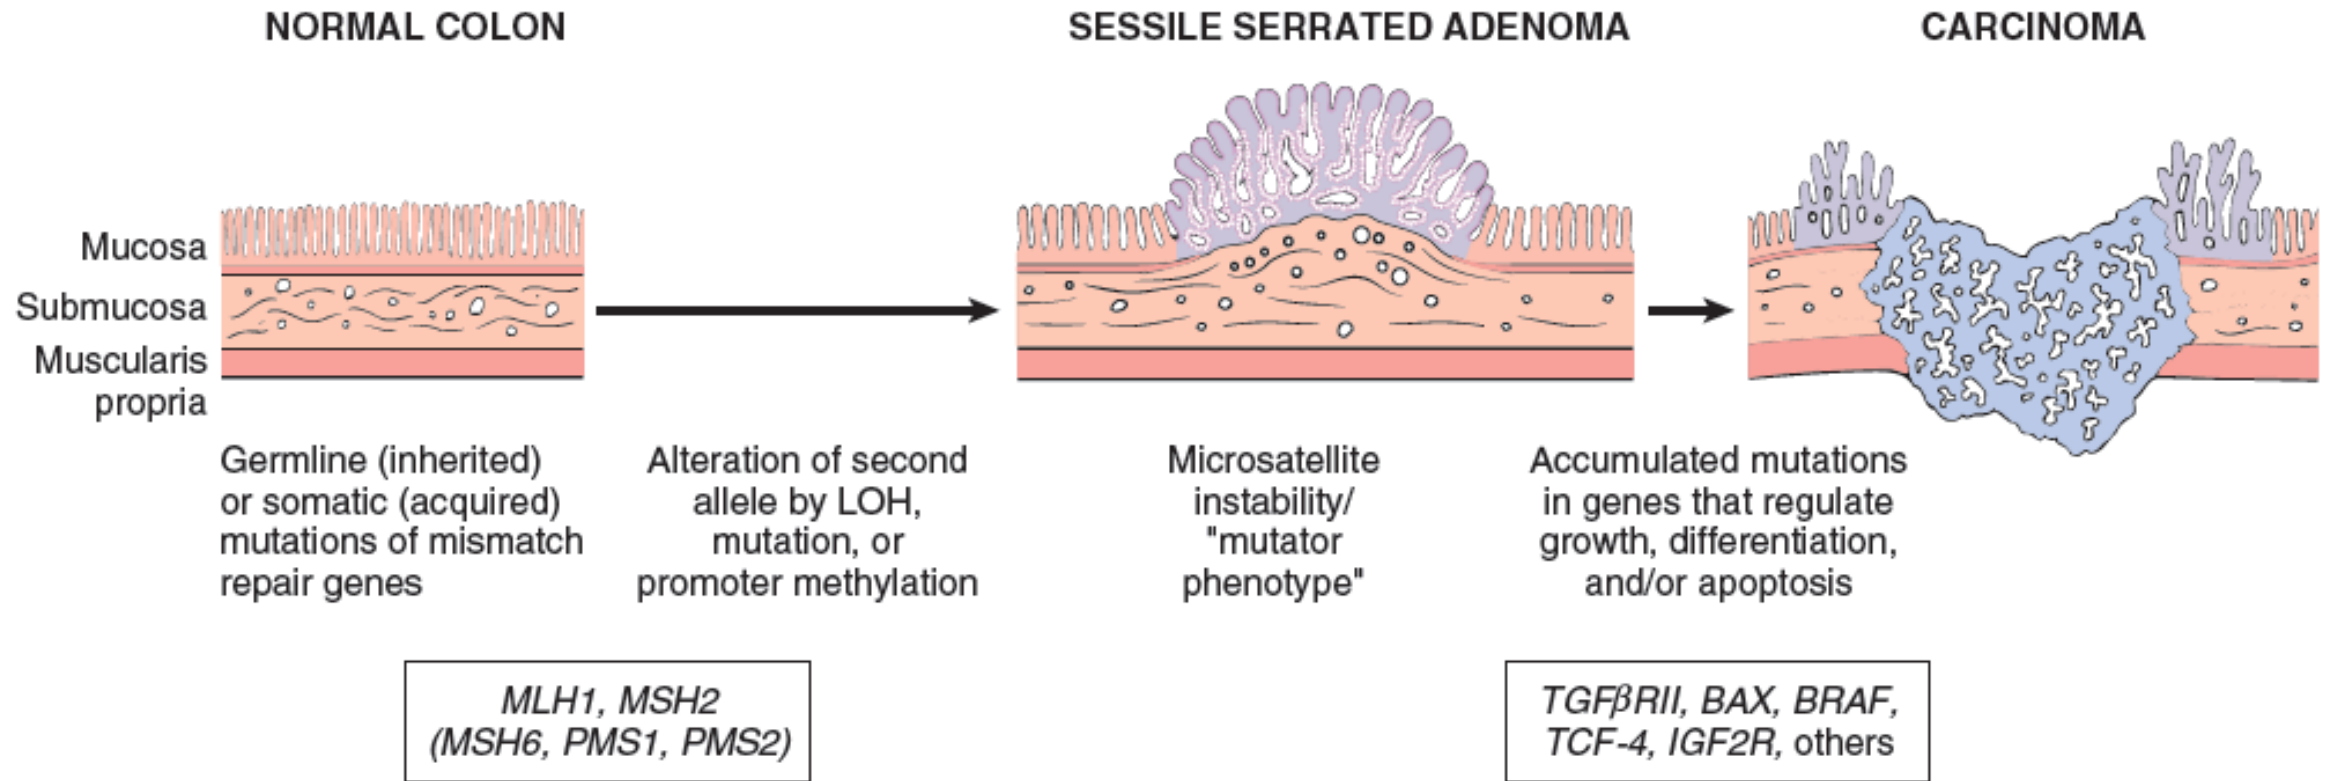 NORMAL COLON
SESSILE SERRATED ADENOMA
CARCINOMA
Mucosa
Submucosa
Muscularis
propria
Germline (inherited)
or somatic (acquired)
mutations of mismatch
repair genes
Alteration of second
allele by LOH,
mutation, or
promoter methylation
Microsatellite
instability/
"mutator
phenotype"
Accumulated mutations
in genes that regulate
growth, differentiation,
and/or apoptosis
MLH1, MSH2
(MSH6, PMS1, PMS2)
TGFβRII, BAX, BRAF,
TCF-4, IGF2R, others